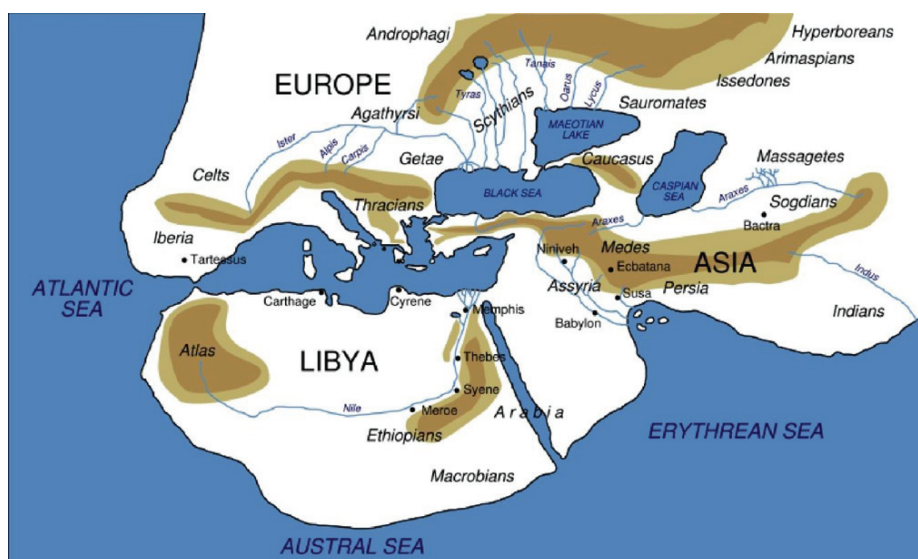 Androphagi
Hyperboreans
Arimaspians
Issedones
EUROPE
Tyras
Tanais
Oarus
Lycus
Scythians
Sauromates
Agathyrsi
Ister
Alpis
Carpis
MAEOTIAN
LAKE
Getae
Caucasus
Massagetes
Celts
BLACK SEA
CASPIAN
SEA
Araxes
Sogdians
Thracians
Bactra
Araxes
Iberia
Tartessus
Niniveh
Medes
Ecbatana
ASIA
Indus
ATLANTIC
SEA
Carthage
Cyrene
Memphis
Assyria
Susa
Persia
Babylon
Indians
Atlas
LIBYA
Thebes
Syene
Nile
Meroe
Arabia
Ethiopians
ERYTHREAN SEA
Macrobians
AUSTRAL SEA